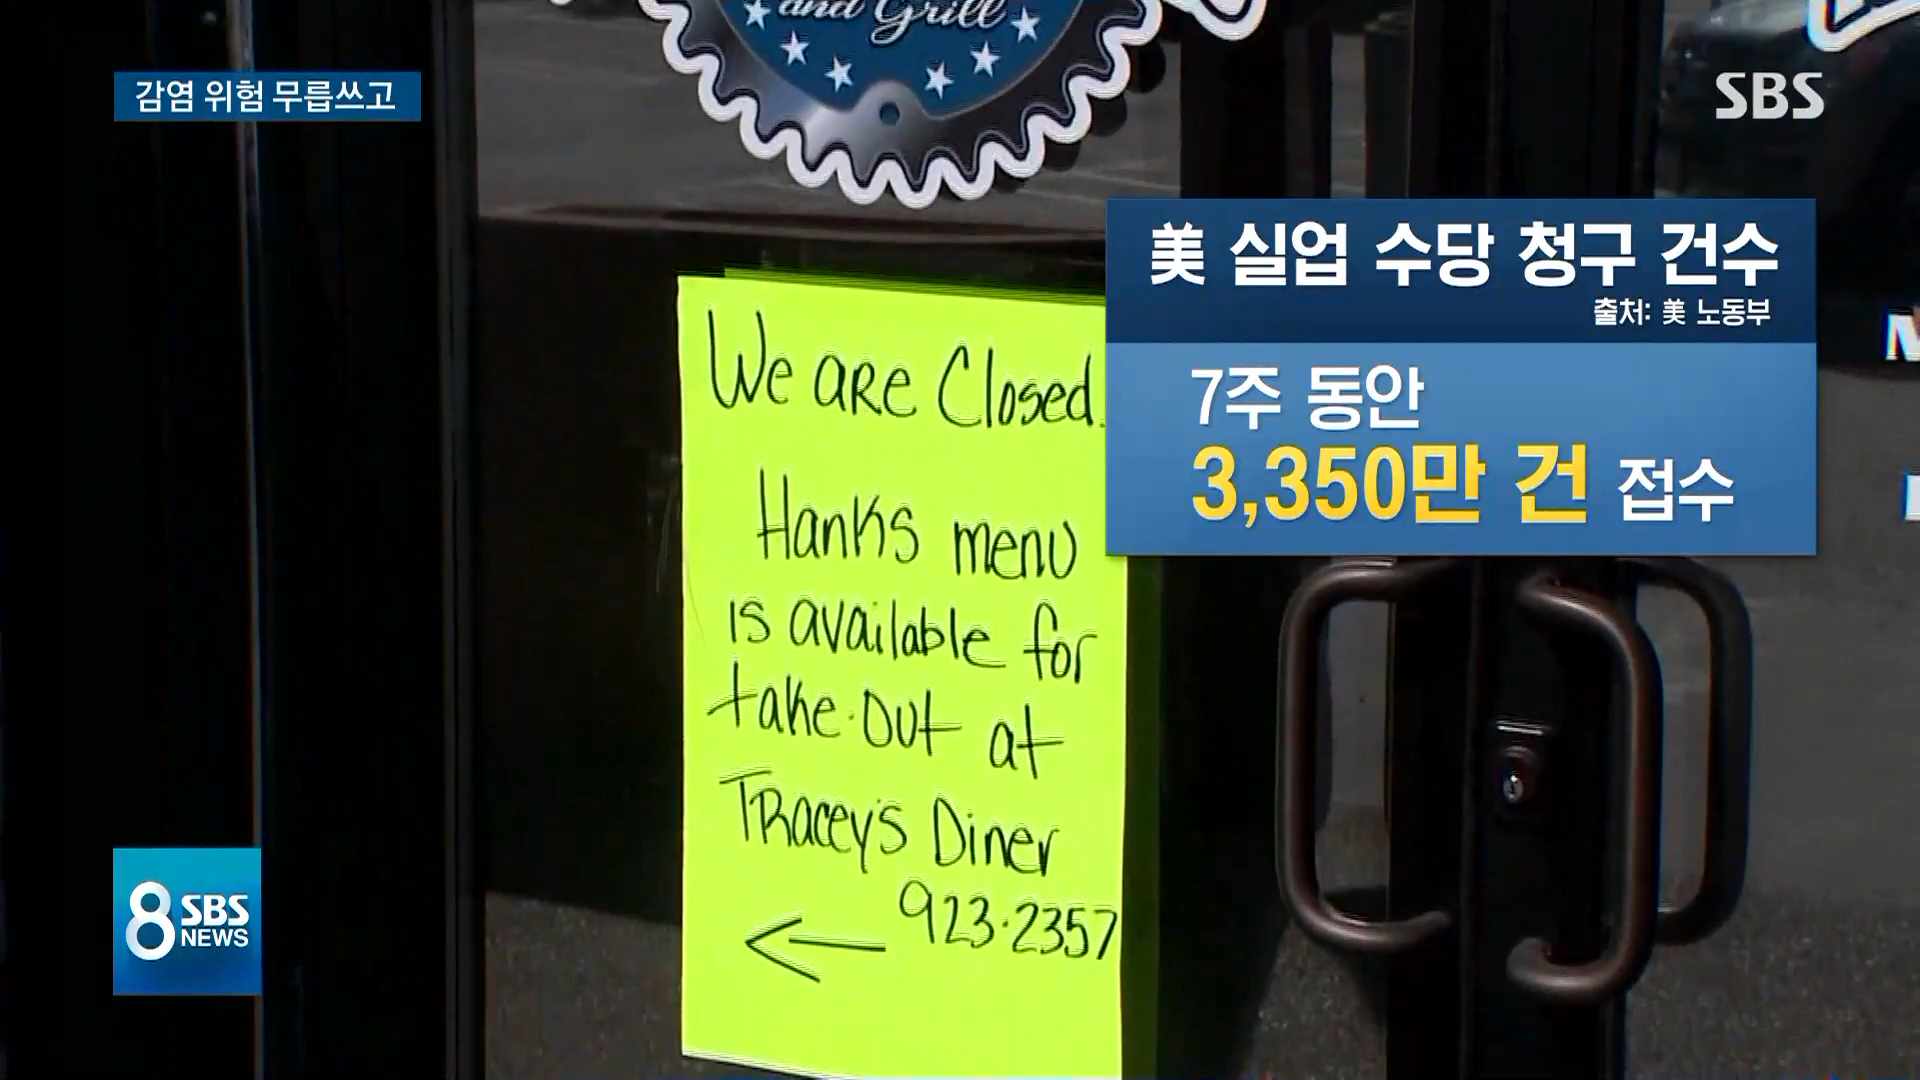 and Grill
감염 위험 무릅쓰고
SBS
美 실업 수당 청구 건수
출처: 美 노동부
7주 동안
3,350만 건 접수
We are Closed.
Hanks menu
is available for
take-out at
Tracey's Diner
923-2357
8 SBS
NEWS